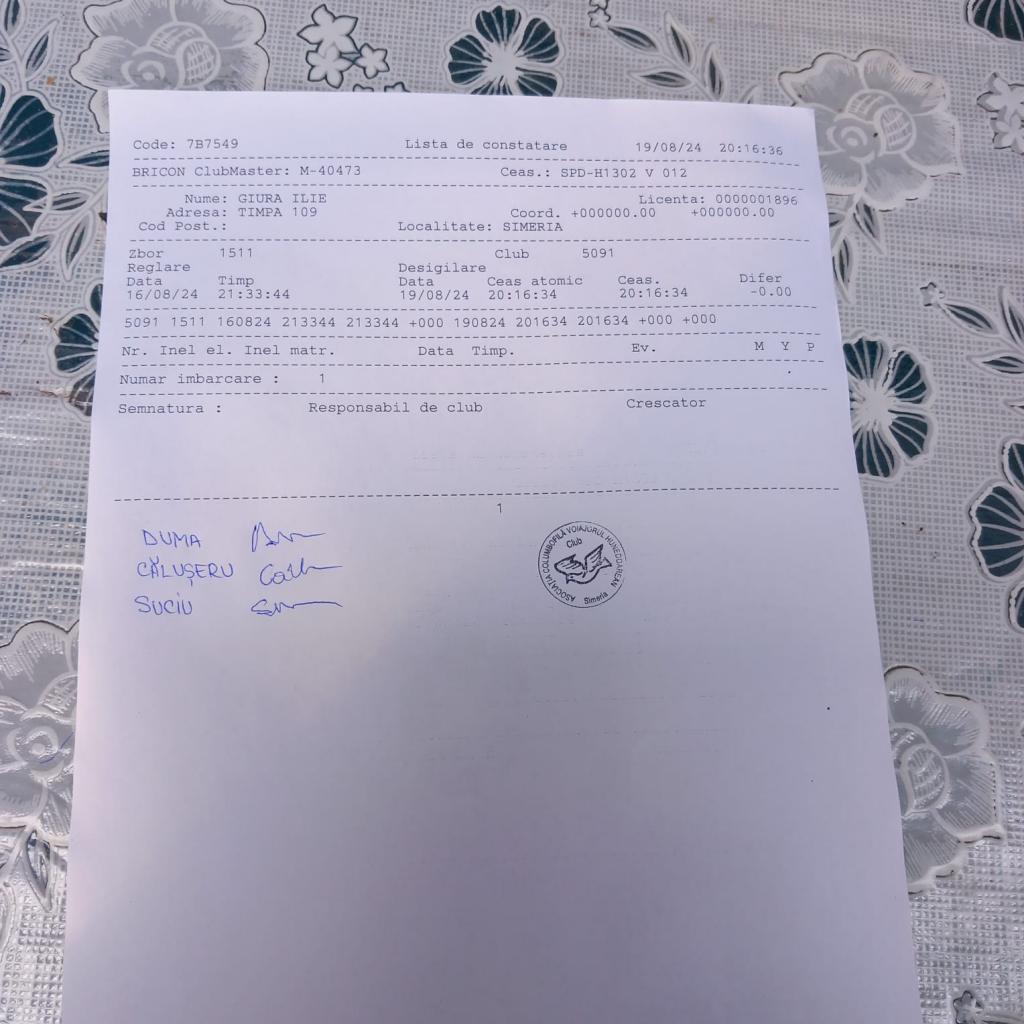 Code: 7B7549 Lista de constatare 19/08/24 20:16:36
BRICON ClubMaster: M-40473 Ceas.: SPD-H1302 V 012
Nume: GIURA ILIE Licenta: 0000001896
Adresa: TIMPA 109 Coord. +000000.00 +000000.00
Cod Post.: Localitate: SIMERIA
Zbor 1511 Club 5091
Reglare Desigilare
Data Timp Data Ceas atomic Ceas. Difer
16/08/24 21:33:44 19/08/24 20:16:34 20:16:34 -0.00
5091 1511 160824 213344 213344 +000 190824 201634 201634 +000 +000
Nr. Inel el. Inel matr. Data Timp. Ev. M Y P
Numar imbarcare : 1
Semnatura : Responsabil de club Crescator
1
DUMA
CĂLUȘERU
SUCIU
ASOCIAȚIA COLUMBOFILĂ VOIAJORUL HUNEDOREAN
Club
Simeria